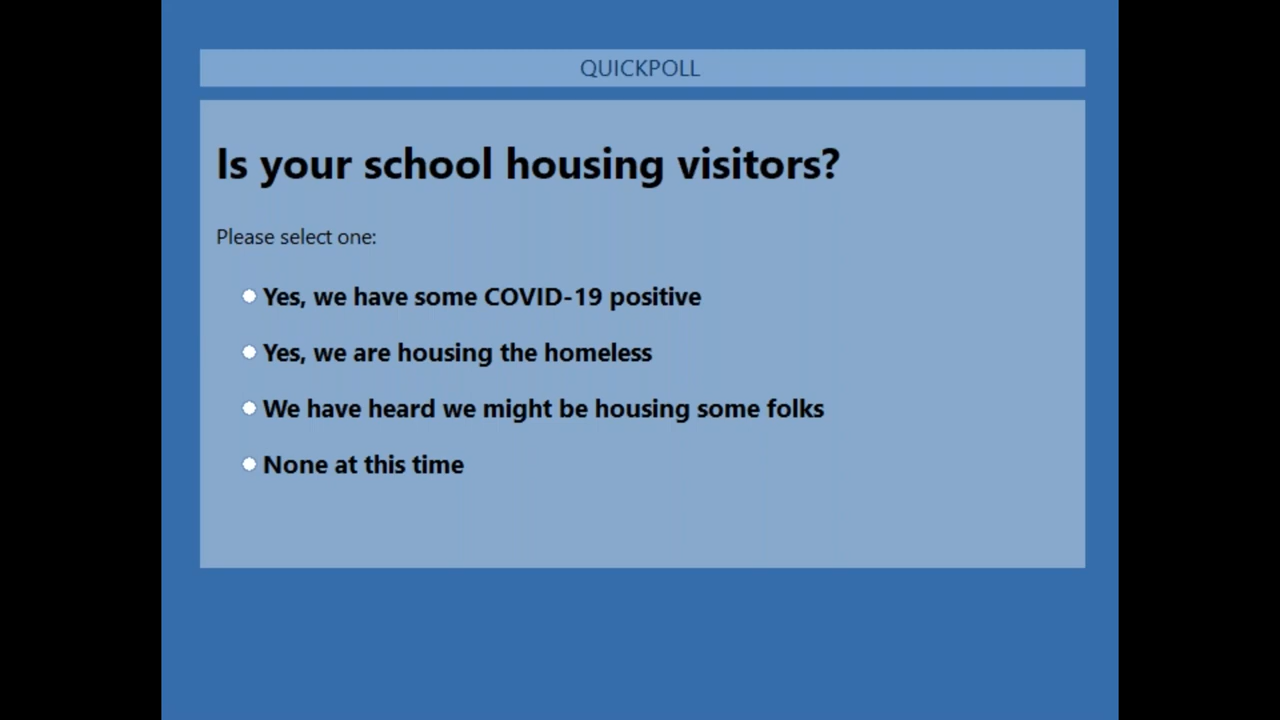 QUICKPOLL
Is your school housing visitors?
Please select one:
Yes, we have some COVID-19 positive
Yes, we are housing the homeless
We have heard we might be housing some folks
None at this time